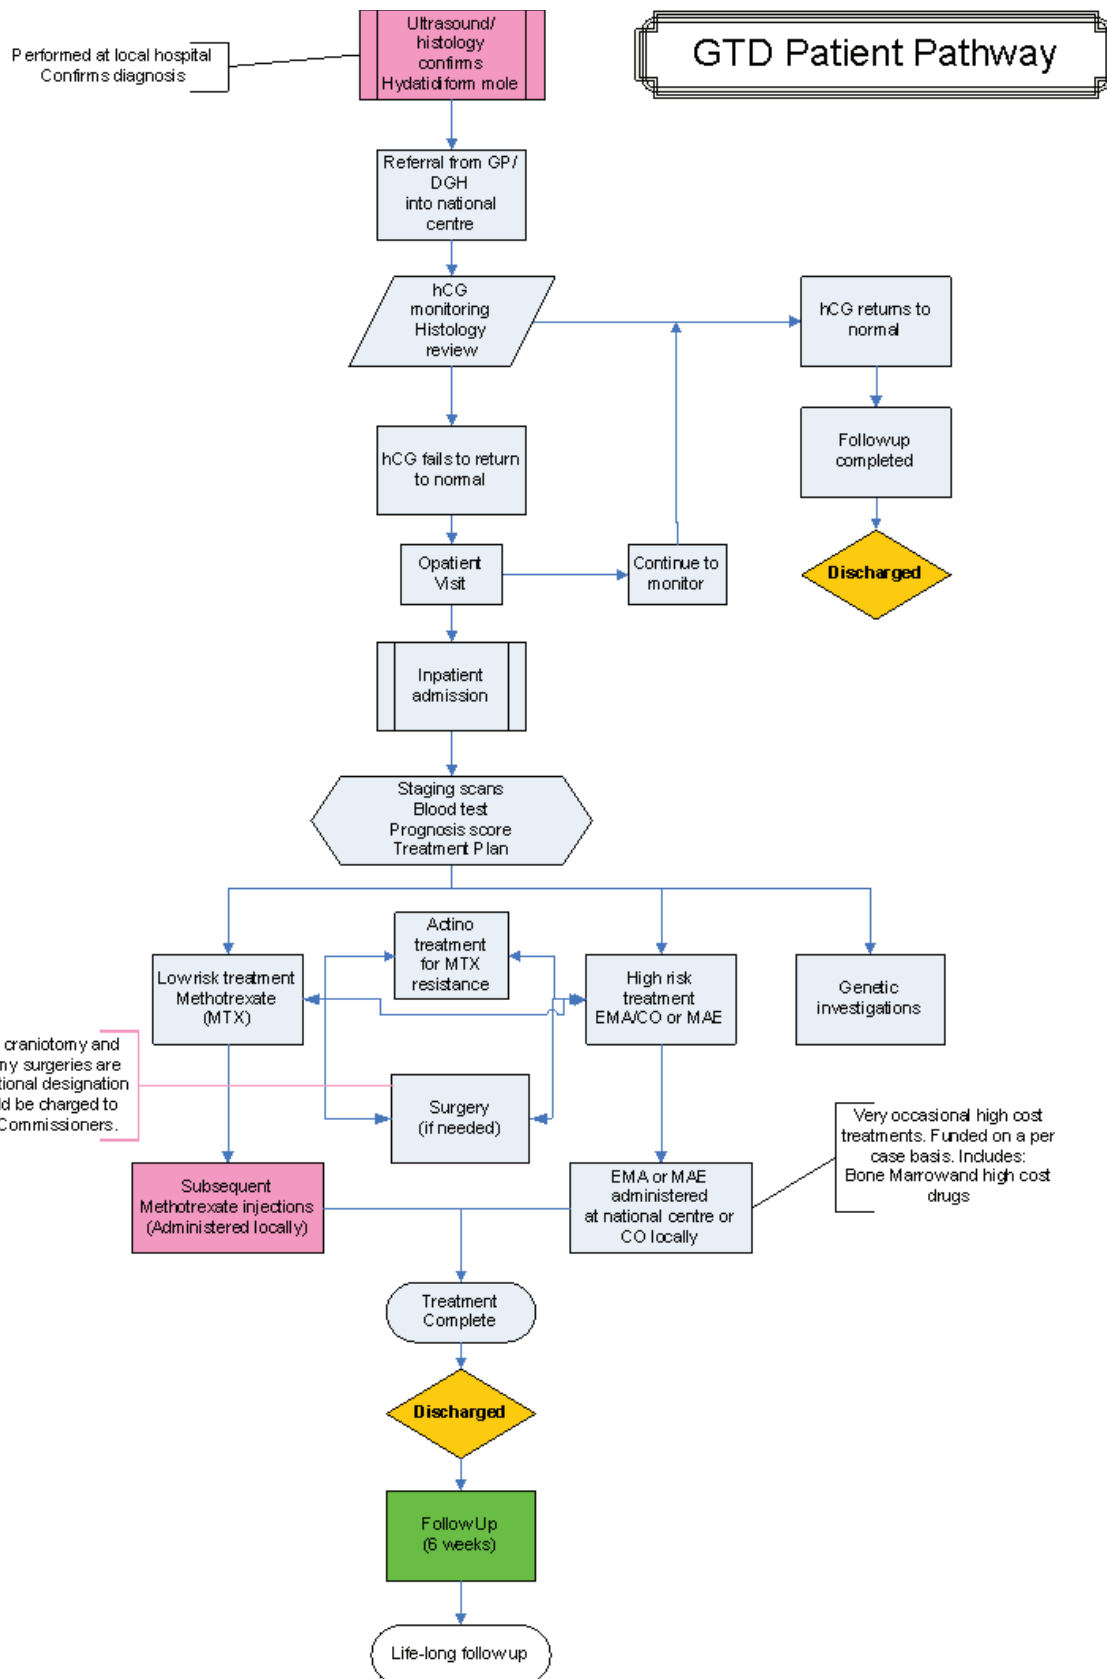 GTD Patient Pathway
Performed at local hospital
Confirms diagnosis
Ultrasound/
histology
confirms
Hydatidiform mole
Referral from GP/
DGH
into national
centre
hCG
monitoring
Histology
review
hCG returns to
normal
Followup
completed
Discharged
hCG fails to return
to normal
Opatient
Visit
Continue to
monitor
Inpatient
admission
Staging scans
Blood test
Prognosis score
Treatment Plan
Low risk treatment
Methotrexate
(MTX)
Actino
treatment
for MTX
resistance
High risk
treatment
EMA/CO or MAE
Genetic
investigations
craniotomy and
surgeries are
designation
be charged to
Commissioners.
Surgery
(if needed)
Very occasional high cost
treatments. Funded on a per
case basis. Includes:
Bone Marrow and high cost
drugs
Subsequent
Methotrexate injections
(Administered locally)
EMA or MAE
administered
at national centre or
CO locally
Treatment
Complete
Discharged
Follow Up
(6 weeks)
Life-long followup